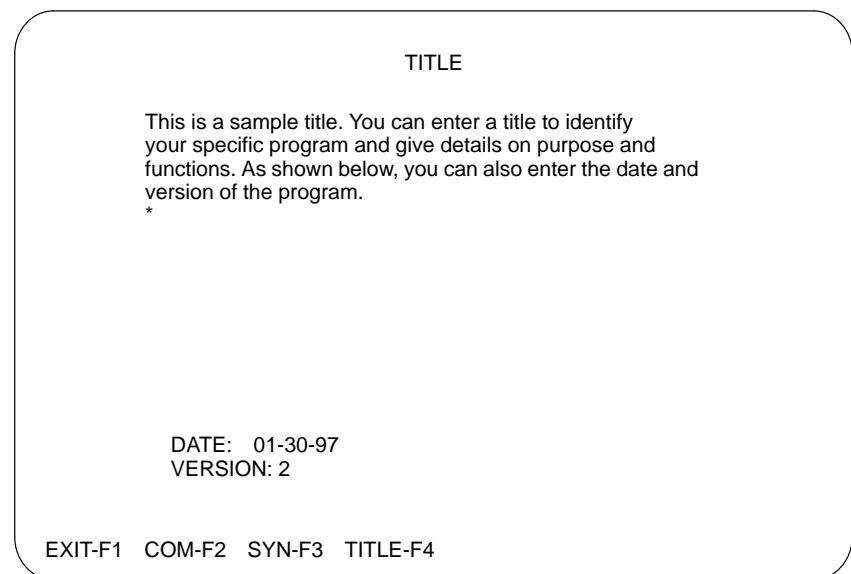 TITLE
This is a sample title. You can enter a title to identify
your specific program and give details on purpose and
functions. As shown below, you can also enter the date and
version of the program.
*
DATE: 01-30-97
VERSION: 2
EXIT-F1 COM-F2 SYN-F3 TITLE-F4